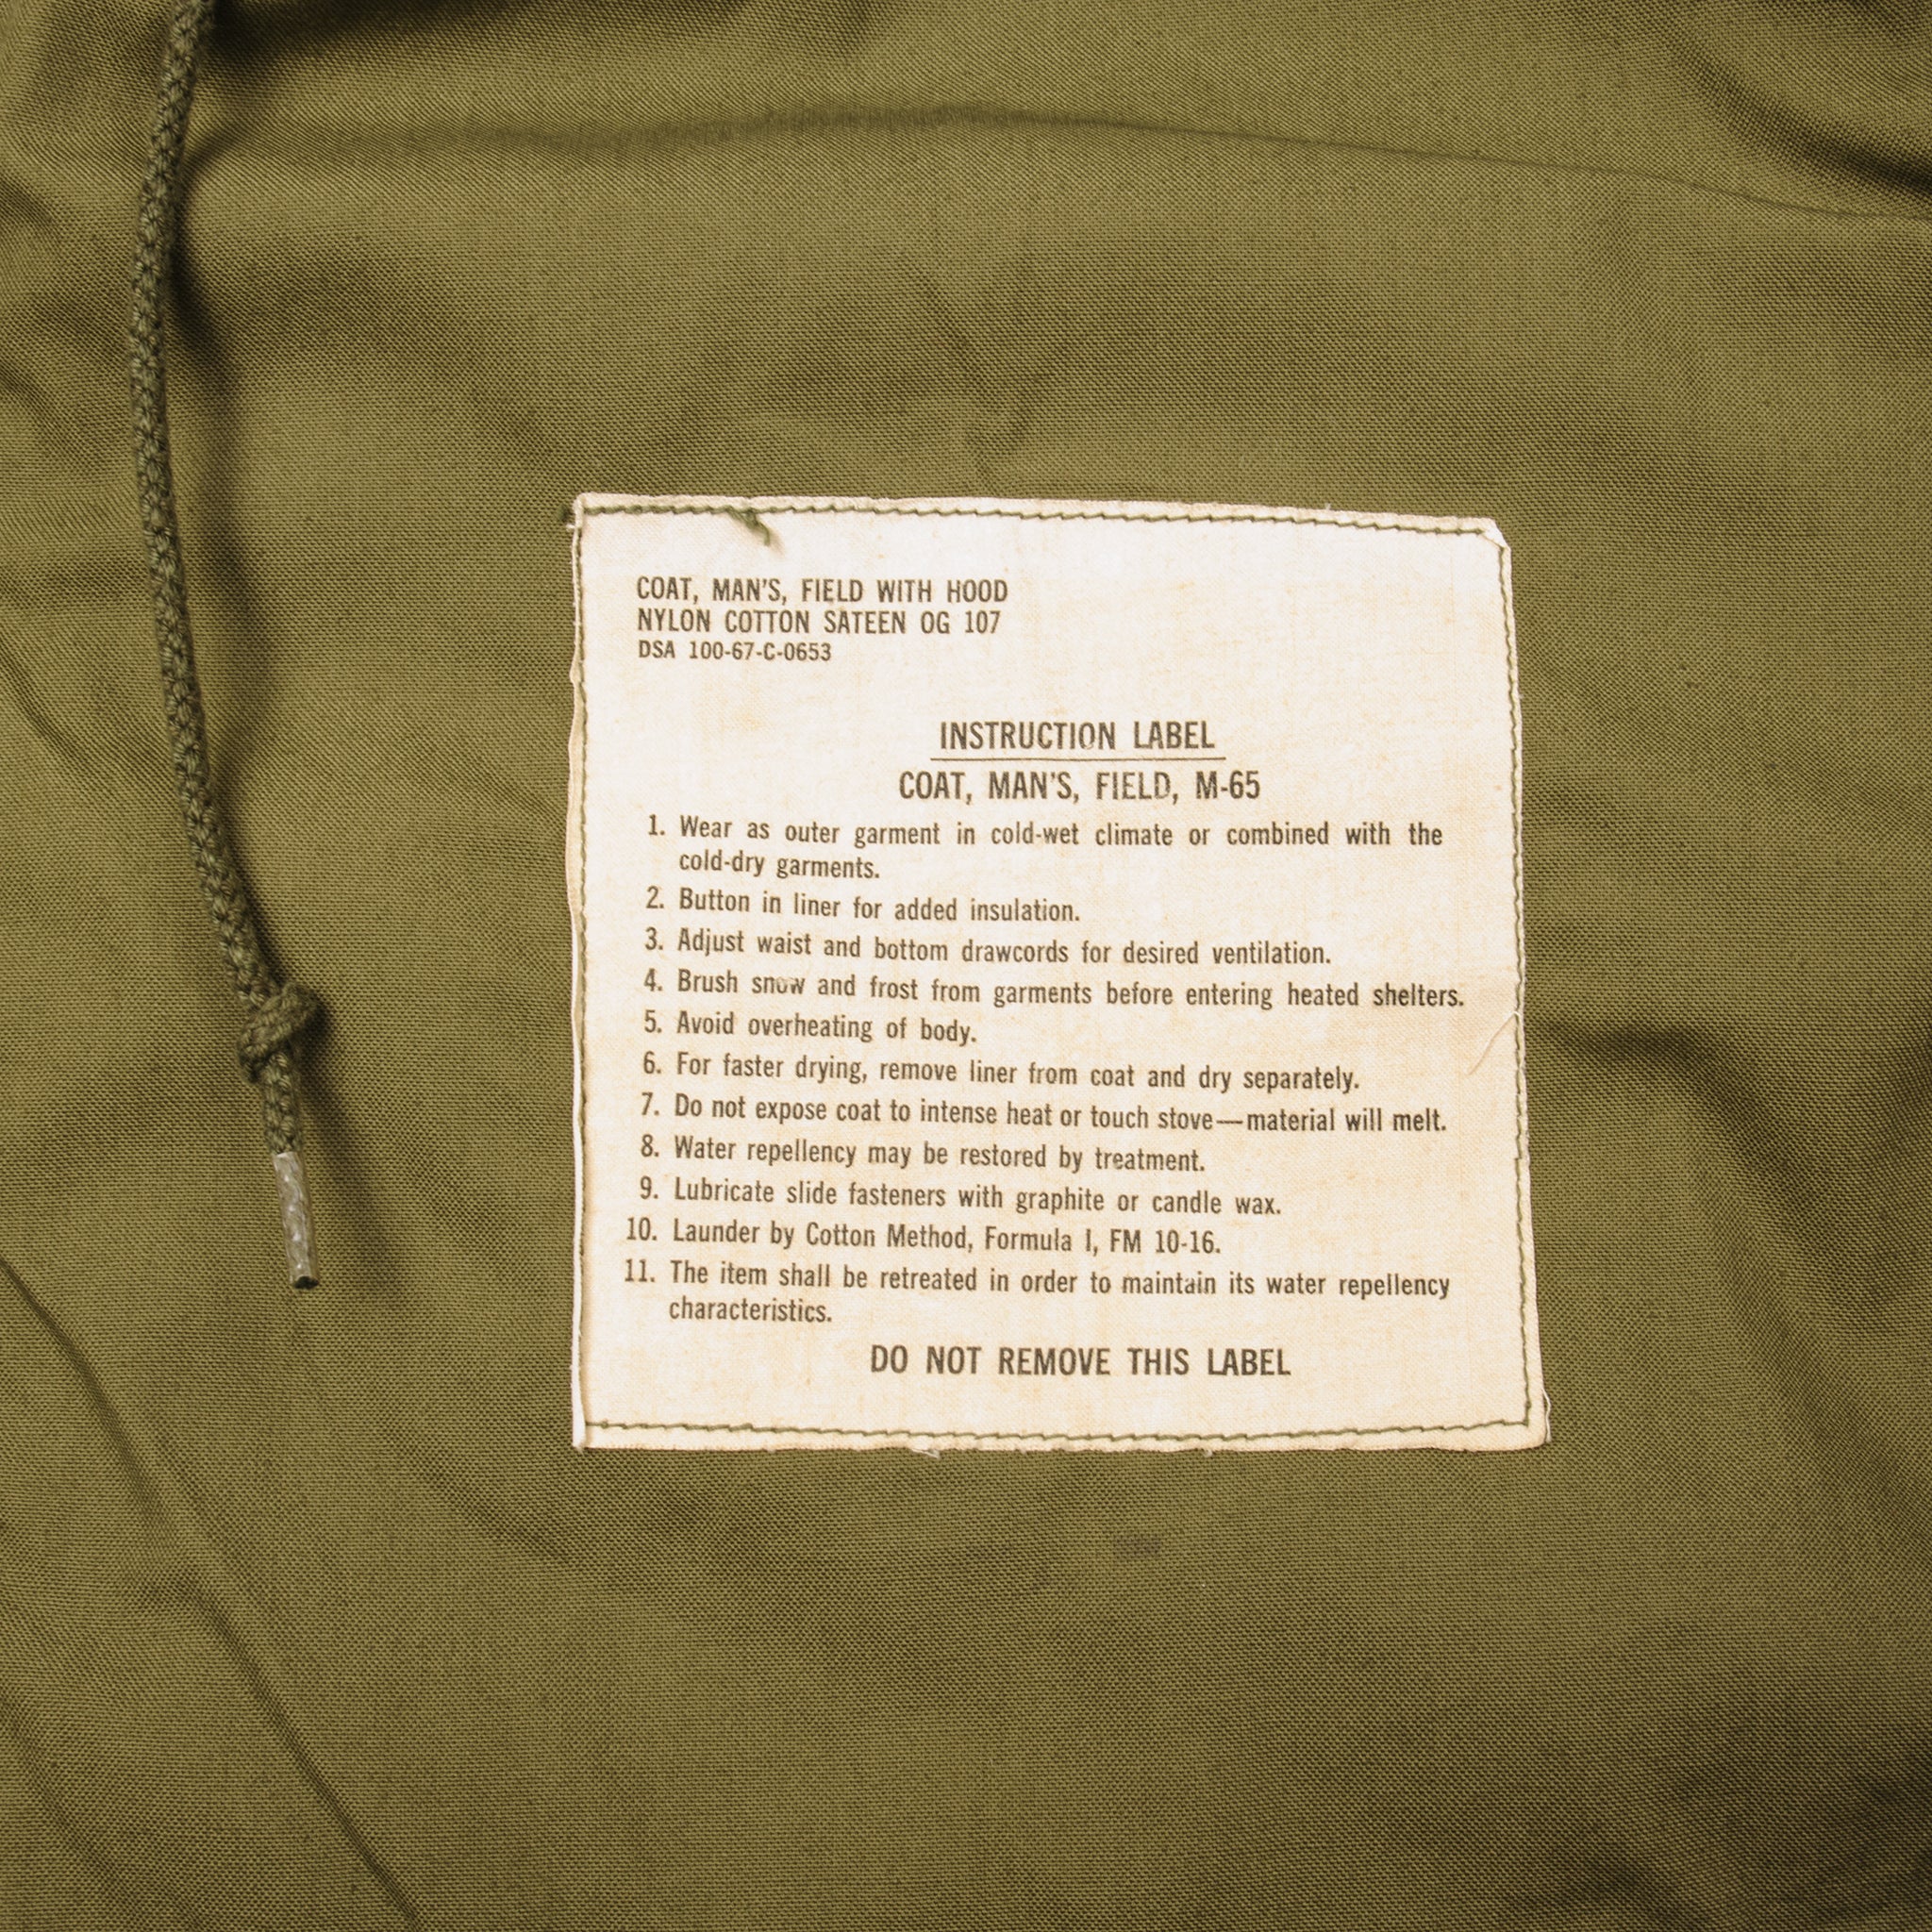 COAT, MAN'S, FIELD WITH HOOD
NYLON COTTON SATEEN OG 107
DSA 100-67-C-0653
INSTRUCTION LABEL
COAT, MAN'S, FIELD, M-65
1. Wear as outer garment in cold-wet climate or combined with the
cold-dry garments.
2. Button in liner for added insulation.
3. Adjust waist and bottom drawcords for desired ventilation.
4. Brush snow and frost from garments before entering heated shelters.
5. Avoid overheating of body.
6. For faster drying, remove liner from coat and dry separately.
7. Do not expose coat to intense heat or touch stove—material will melt.
8. Water repellency may be restored by treatment.
9. Lubricate slide fasteners with graphite or candle wax.
10. Launder by Cotton Method, Formula I, FM 10-16.
11. The item shall be retreated in order to maintain its water repellency
characteristics.
DO NOT REMOVE THIS LABEL